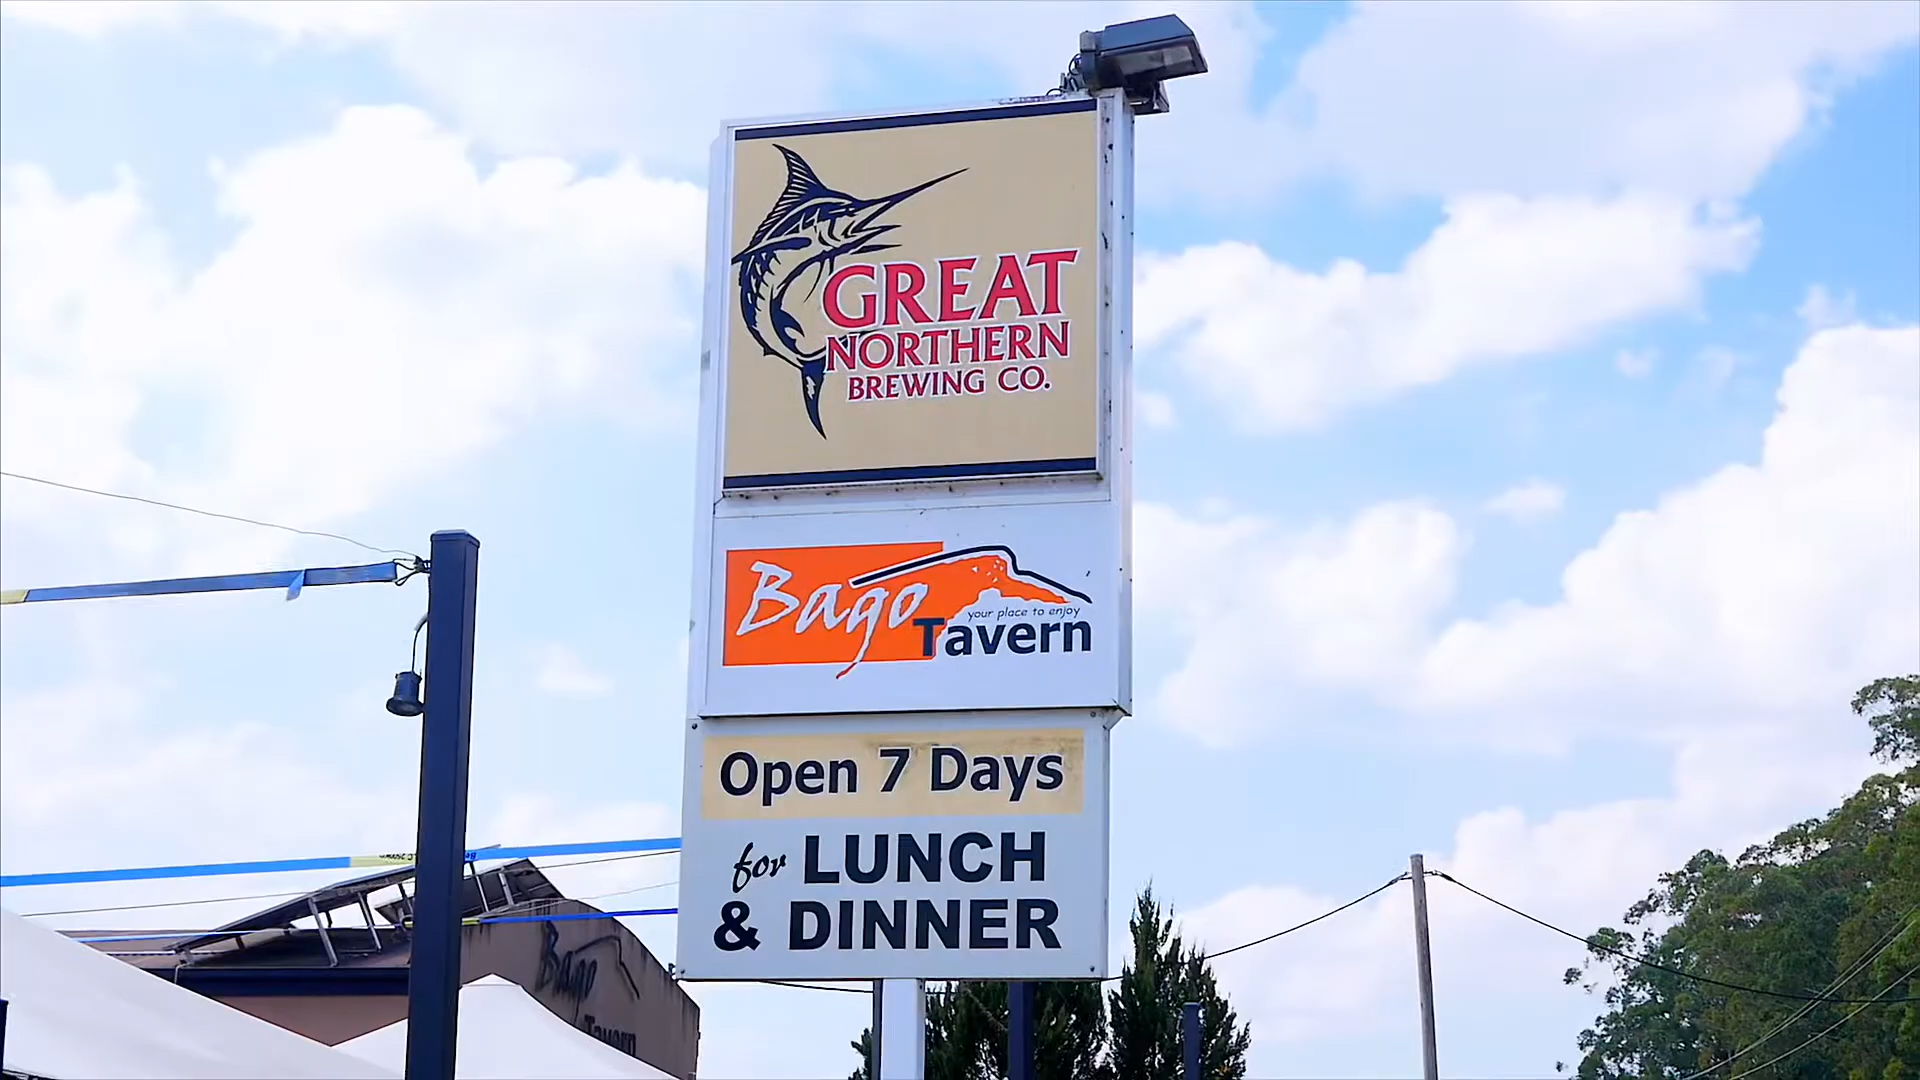 GREAT
NORTHERN
BREWING CO.
Bago
your place to enjoy
Tavern
Open 7 Days
for LUNCH
& DINNER
Bago
Tavern